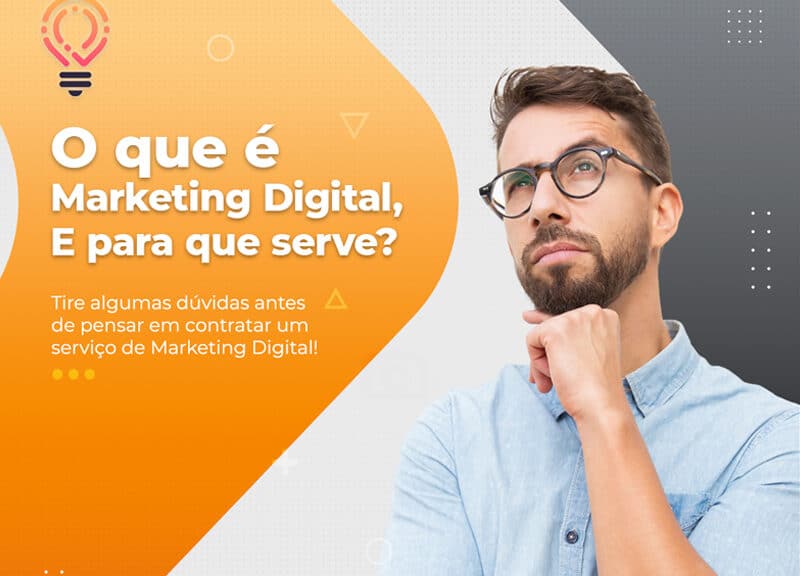 O que é
Marketing Digital,
E para que serve?
Tire algumas dúvidas antes
de pensar em contratar um
serviço de Marketing Digital!